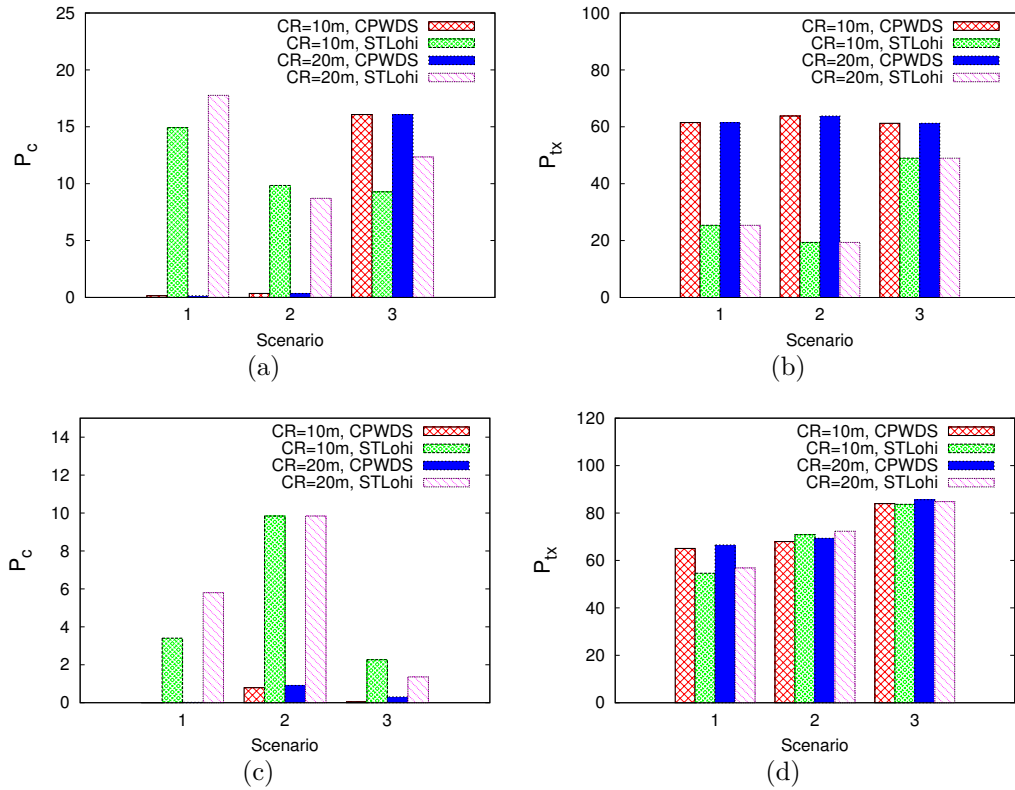 25
20
15
10
5
0
P_c
CR=10m, CPWDS
CR=10m, STLohi
CR=20m, CPWDS
CR=20m, STLohi
1 2 3
Scenario
(a)
100
80
60
40
20
0
P_tx
CR=10m, CPWDS
CR=10m, STLohi
CR=20m, CPWDS
CR=20m, STLohi
1 2 3
Scenario
(b)
14
12
10
8
6
4
2
0
P_c
CR=10m, CPWDS
CR=10m, STLohi
CR=20m, CPWDS
CR=20m, STLohi
1 2 3
Scenario
(c)
120
100
80
60
40
20
0
P_tx
CR=10m, CPWDS
CR=10m, STLohi
CR=20m, CPWDS
CR=20m, STLohi
1 2 3
Scenario
(d)